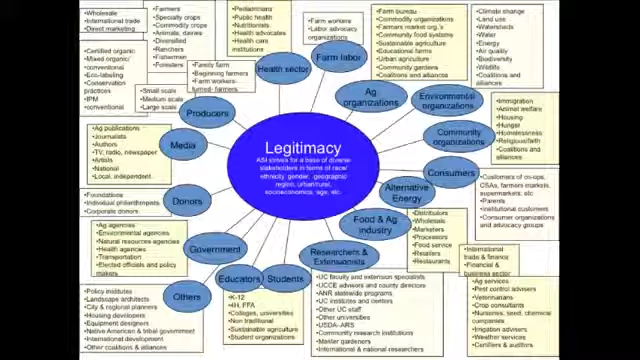 •Wholesale
•International trade
•Direct marketing
•Farmers
•Specialty crops
•Commodity crops
•Animals, dairies
•Diversified
•Ranchers
•Fishermen
•Foresters
•Pediatricians
•Public health
•Nutritionists
•Health advocates
•Health care
institutions
•Farm workers
•Labor advocacy
organizations
•Farm bureau
•Commodity organizations
•Farmers market org.'s
•Community food systems
•Sustainable agriculture
•Educational farms
•Urban agriculture
•Community gardens
•Coalitions and alliances
•Climate change
•Land use
•Watersheds
•Water
•Energy
•Air quality
•Biodiversity
•Wildlife
•Coalitions and
alliances
•Certified organic
•Mixed organic/
conventional
•Eco-labeling
•Conservation
practices
•IPM
•conventional
•Family farm
•Beginning farmers
•Farm workers-
turned- farmers
•Small scale
•Medium scale
•Large scale
Health sector
Farm labor
Ag
organizations
Environmental
organizations
•Immigration
•Animal welfare
•Housing
•Hunger
•Homelessness
•Religious/faith
•Coalitions and
alliances
Producers
Community
organizations
•Ag publications
•Journalists
•Authors
•TV, radio, newspaper
•Artists
•National
•Local, independent
Media
Legitimacy
ASI strives for a base of diverse
stakeholders in terms of race/
ethnicity, gender, geographic
region, urban/rural,
socioeconomics, age, etc.
Consumers
•Customers of co-ops,
CSAs, farmers markets,
supermarkets, etc
•Parents
•Institutional customers
•Consumer organizations
and advocacy groups
•Foundations
•Individual philanthropists
•Corporate donors
Donors
Alternative
Energy
Food & Ag
industry
•Distributors
•Wholesale
•Marketers
•Processors
•Food service
•Retailers
•Restaurants
•Ag agencies
•Environmental agencies
•Natural resources agencies
•Health agencies
•Transportation
•Elected officials and policy
makers
Government
Researchers &
Extensionists
•International
trade & finance
•Financial &
business sector
•Policy institutes
•Landscape architects
•City & regional planners
•Housing developers
•Equipment designers
•Native American & tribal government
•International development
•Other coalitions & alliances
Others
Educators
Students
•K-12
•4H, FFA
•Colleges, universities
•Non traditional
•Sustainable agriculture
•Student organizations
•UC faculty and extension specialists
•UCCE advisors and county directors
•ANR statewide programs
•UC institutes and centers
•Other UC staff
•Other universities
•USDA-ARS
•Community research institutions
•Master gardeners
•International & national researchers
•Ag services
•Pest control advisers
•Veterinarians
•Crop consultants
•Nurseries, seed, chemical
companies
•Irrigation advisers
•Weather services
•Certifiers & auditors